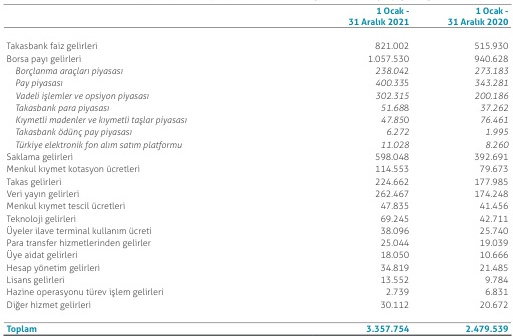 1 Ocak - 1 Ocak -
31 Aralık 2021 31 Aralık 2020
Takasbank faiz gelirleri 821.002 515.930
Borsa payı gelirleri 1.057.530 940.628
Borçlanma araçları piyasası 238.042 273.183
Pay piyasası 400.335 343.281
Vadeli işlemler ve opsiyon piyasası 302.315 200.186
Takasbank para piyasası 51.688 37.262
Kıymetli madenler ve kıymetli taşlar piyasası 47.850 76.461
Takasbank ödünç pay piyasası 6.272 1.995
Türkiye elektronik fon alım satım platformu 11.028 8.260
Saklama gelirleri 598.048 392.691
Menkul kıymet kotasyon ücretleri 114.553 79.673
Takas gelirleri 224.662 177.985
Veri yayın gelirleri 262.467 174.248
Menkul kıymet tescil ücretleri 47.835 41.456
Teknoloji gelirleri 69.245 42.711
Üyeler ilave terminal kullanım ücreti 38.096 25.740
Para transfer hizmetlerinden gelirler 25.044 19.039
Üye aidat gelirleri 18.050 10.666
Hesap yönetim gelirleri 34.819 21.485
Lisans gelirleri 13.552 9.784
Hazine operasyonu türev işlem gelirleri 2.739 6.831
Diğer hizmet gelirleri 30.112 20.672
Toplam 3.357.754 2.479.539